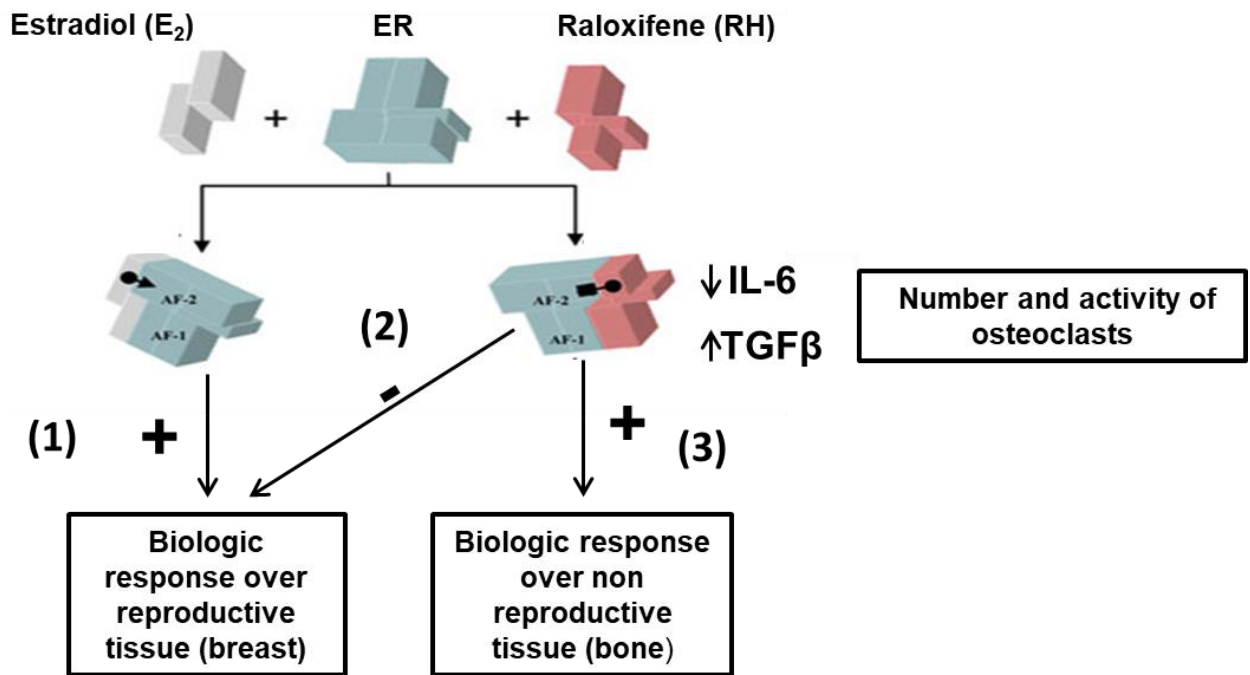 Estradiol (E₂)
ER
Raloxifene (RH)
+
+
AF-2
AF-1
(2)
AF-2
AF-1
↓IL-6
↑TGFβ
Number and activity of
osteoclasts
(1)
+
-
+
(3)
Biologic
response over
reproductive
tissue (breast)
Biologic response
over non
reproductive
tissue (bone)